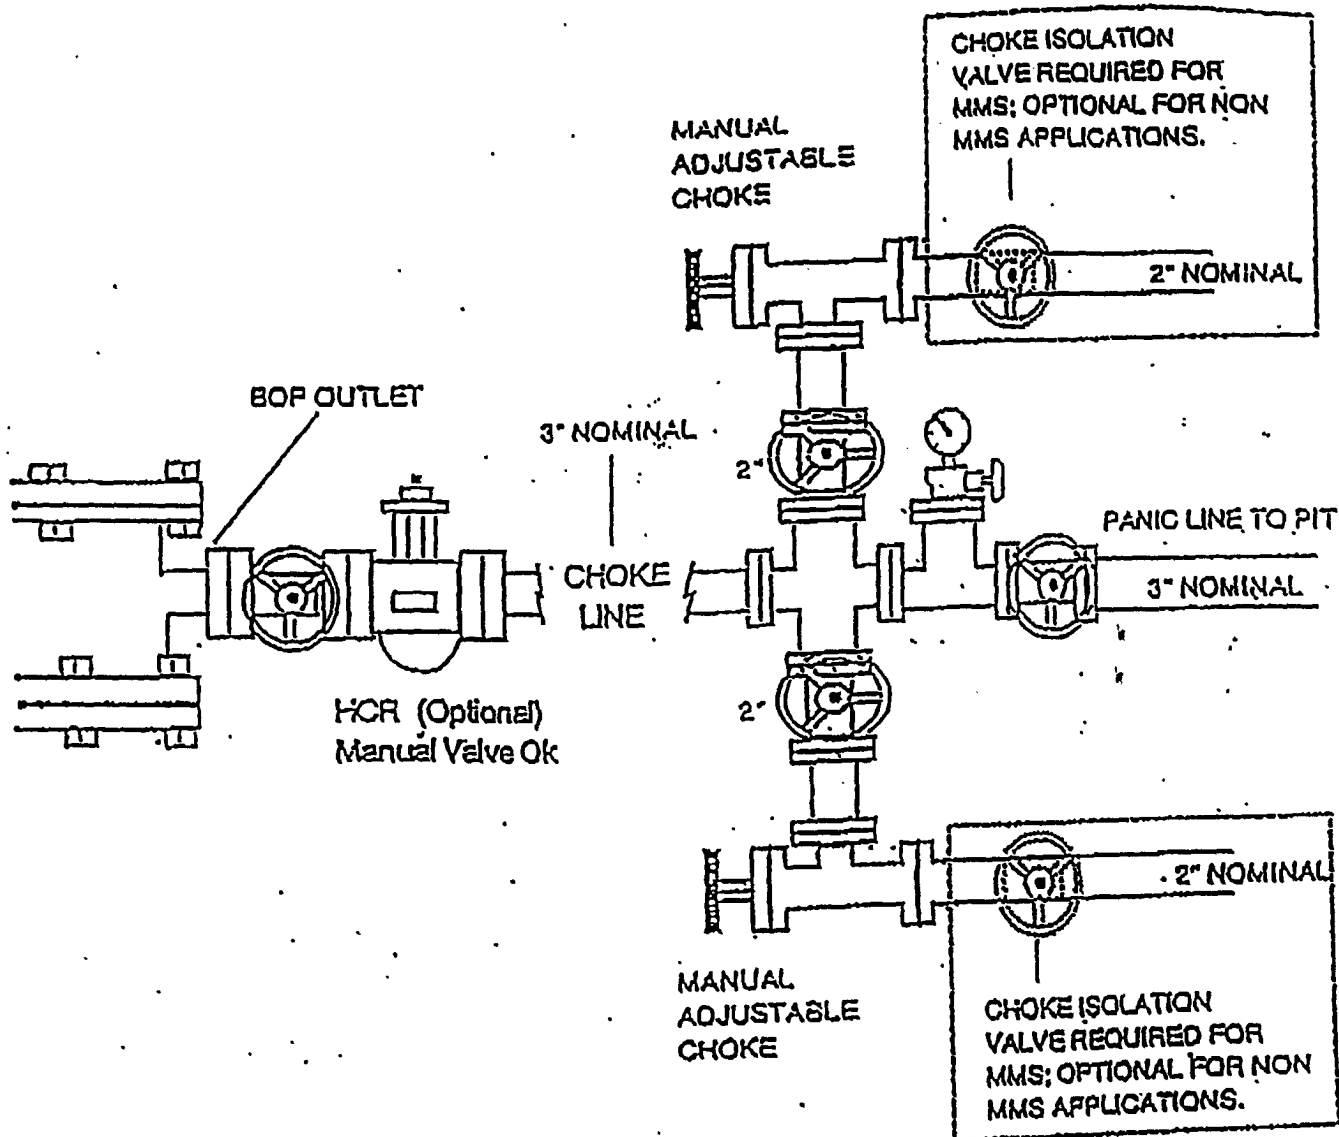 CHOKE ISOLATION
VALVE REQUIRED FOR
MMS; OPTIONAL FOR NON
MMS APPLICATIONS.
MANUAL
ADJUSTABLE
CHOKE
2" NOMINAL
BOP OUTLET
3" NOMINAL
2"
PANIC LINE TO PIT
3" NOMINAL
CHOKE
LINE
HCR (Optional)
Manual Valve Ok
2"
2" NOMINAL
MANUAL
ADJUSTABLE
CHOKE
CHOKE ISOLATION
VALVE REQUIRED FOR
MMS; OPTIONAL FOR NON
MMS APPLICATIONS.